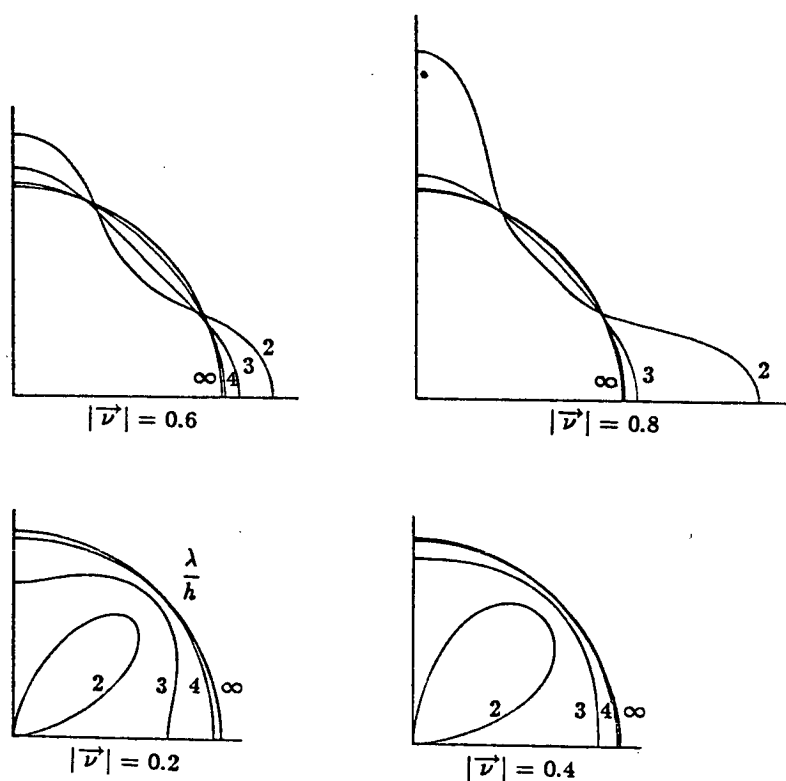 2
∞ 4 3
|ν⃗| = 0.6
2
∞ 3
|ν⃗| = 0.8
λ
h
2 3 4 ∞
|ν⃗| = 0.2
2 3 4 ∞
|ν⃗| = 0.4